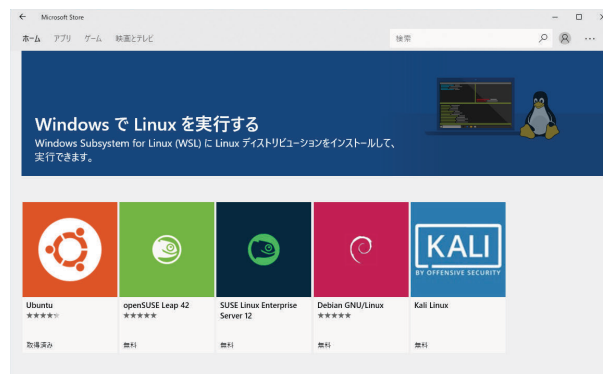 Microsoft Store
ホーム アプリ ゲーム 映画とテレビ
検索
Windows で Linux を実行する
Windows Subsystem for Linux (WSL) に Linux ディストリビューションをインストールして、
実行できます。
KALI
BY OFFENSIVE SECURITY
Ubuntu
取得済み
openSUSE Leap 42
無料
SUSE Linux Enterprise
Server 12
無料
Debian GNU/Linux
無料
Kali Linux
無料